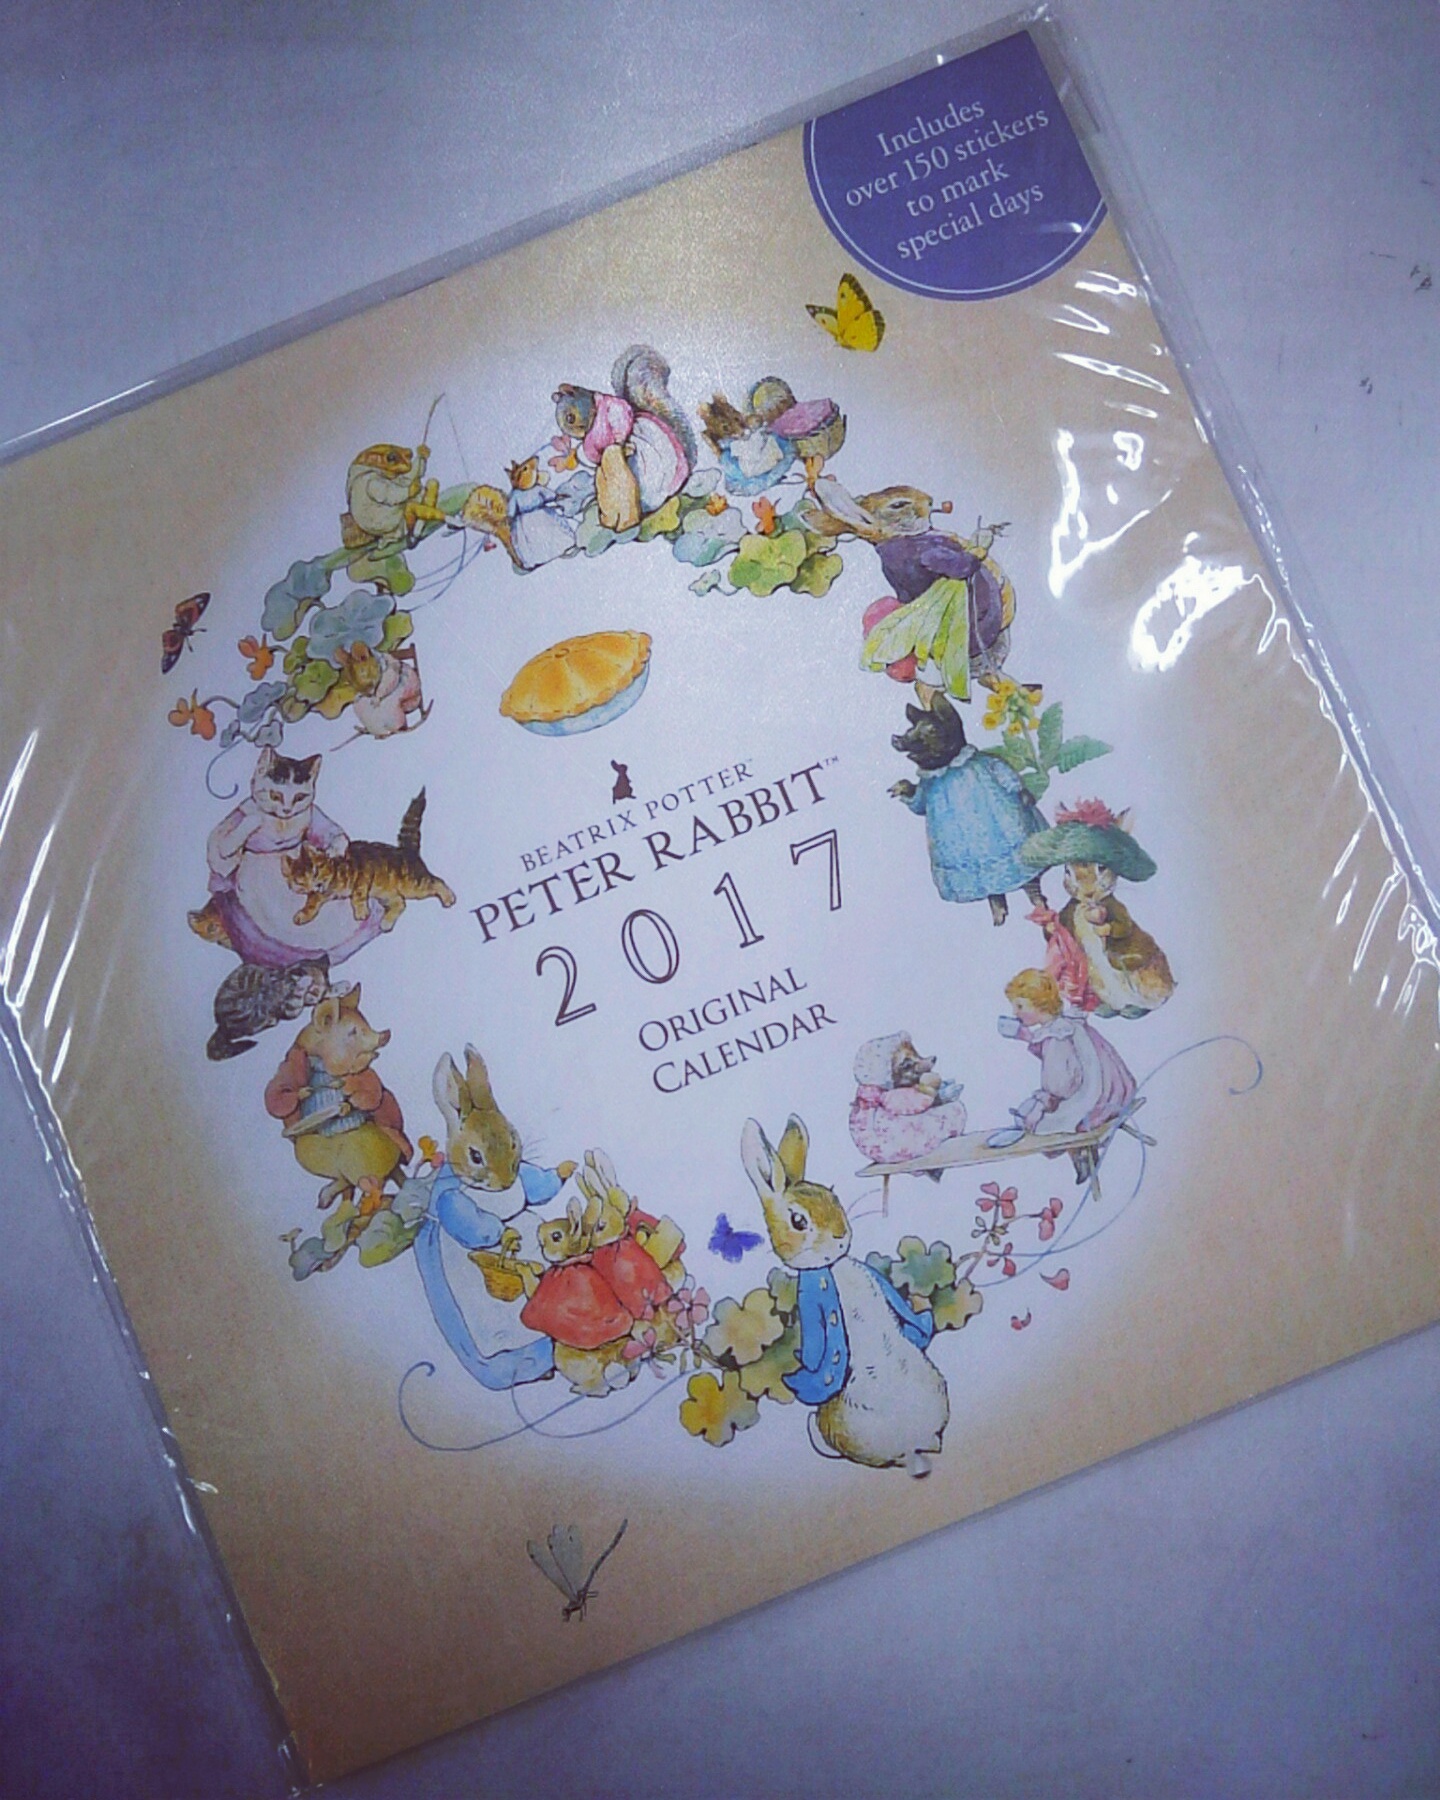 Includes
over 150 stickers
to mark
special days
BEATRIX POTTER™
PETER RABBIT™
2017
ORIGINAL
CALENDAR